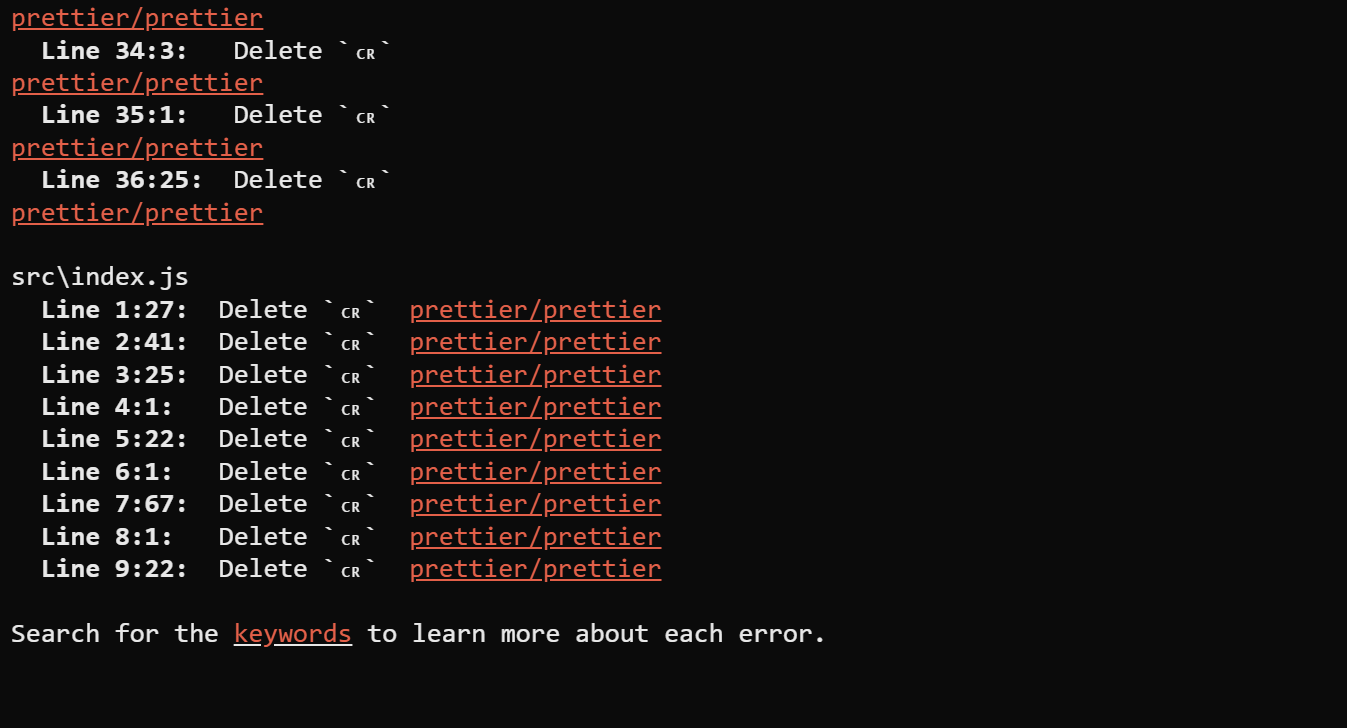 prettier/prettier
Line 34:3: Delete `␍`
prettier/prettier
Line 35:1: Delete `␍`
prettier/prettier
Line 36:25: Delete `␍`
prettier/prettier
src\index.js
Line 1:27: Delete `␍` prettier/prettier
Line 2:41: Delete `␍` prettier/prettier
Line 3:25: Delete `␍` prettier/prettier
Line 4:1: Delete `␍` prettier/prettier
Line 5:22: Delete `␍` prettier/prettier
Line 6:1: Delete `␍` prettier/prettier
Line 7:67: Delete `␍` prettier/prettier
Line 8:1: Delete `␍` prettier/prettier
Line 9:22: Delete `␍` prettier/prettier
Search for the keywords to learn more about each error.